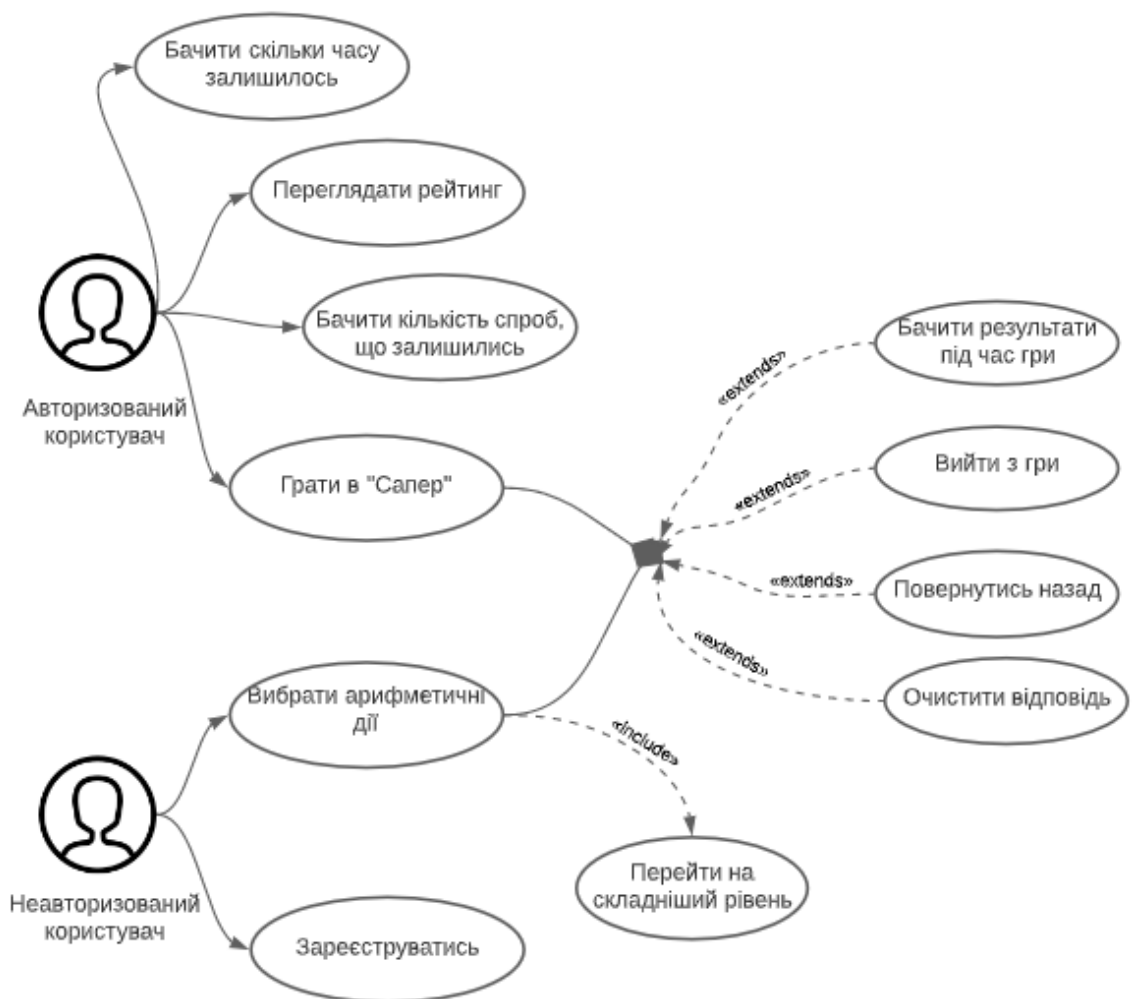 Бачити скільки часу
залишилось
Переглядати рейтинг
Бачити кількість спроб,
що залишились
Авторизований
користувач
Грати в "Сапер"
Бачити результати
під час гри
«extends»
Вийти з гри
«extends»
Повернутись назад
«extends»
Очистити відповідь
«extends»
Вибрати арифметичні
дії
«include»
Перейти на
складніший рівень
Неавторизований
користувач
Зареєструватись